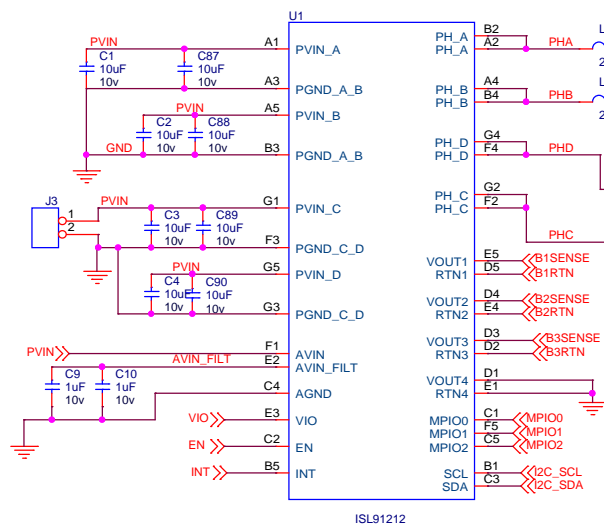 U1
PVIN A1 PVIN_A
C1 10uF 10v
C87 10uF 10v
A3 PGND_A_B
PVIN A5 PVIN_B
C2 10uF 10v
C88 10uF 10v
GND B3 PGND_A_B
J3
1
2
PVIN G1 PVIN_C
C3 10uF 10v
C89 10uF 10v
F3 PGND_C_D
PVIN G5 PVIN_D
C4 10uF 10v
C90 10uF 10v
G3 PGND_C_D
PVIN F1 AVIN
AVIN_FILT E2 AVIN_FILT
C9 1uF 10v
C10 1uF 10v
C4 AGND
VIO E3 VIO
EN C2 EN
INT B5 INT
PH_A B2
PH_A A2 PHA
L
2
PH_B A4
PH_B B4 PHB
L
2
PH_D G4
PH_D F4 PHD
PH_C G2
PH_C F2
PHC
VOUT1 E5 B1SENSE
RTN1 D5 B1RTN
VOUT2 D4 B2SENSE
RTN2 E4 B2RTN
VOUT3 D3 B3SENSE
RTN3 D2 B3RTN
VOUT4 D1
RTN4 E1
MPIO0 C1 MPIO0
MPIO1 F5 MPIO1
MPIO2 C5 MPIO2
SCL B1 I2C_SCL
SDA C3 I2C_SDA
ISL91212